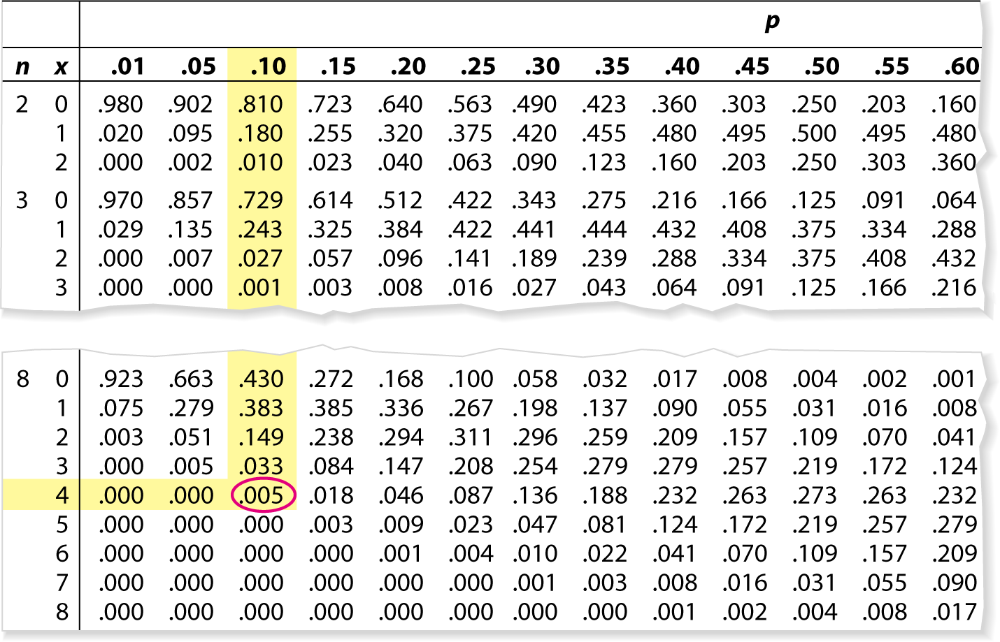 p
n x .01 .05 .10 .15 .20 .25 .30 .35 .40 .45 .50 .55 .60
2 0 .980 .902 .810 .723 .640 .563 .490 .423 .360 .303 .250 .203 .160
1 .020 .095 .180 .255 .320 .375 .420 .455 .480 .495 .500 .495 .480
2 .000 .002 .010 .023 .040 .063 .090 .123 .160 .203 .250 .303 .360
3 0 .970 .857 .729 .614 .512 .422 .343 .275 .216 .166 .125 .091 .064
1 .029 .135 .243 .325 .384 .422 .441 .444 .432 .408 .375 .334 .288
2 .000 .007 .027 .057 .096 .141 .189 .239 .288 .334 .375 .408 .432
3 .000 .000 .001 .003 .008 .016 .027 .043 .064 .091 .125 .166 .216
8 0 .923 .663 .430 .272 .168 .100 .058 .032 .017 .008 .004 .002 .001
1 .075 .279 .383 .385 .336 .267 .198 .137 .090 .055 .031 .016 .008
2 .003 .051 .149 .238 .294 .311 .296 .259 .209 .157 .109 .070 .041
3 .000 .005 .033 .084 .147 .208 .254 .279 .279 .257 .219 .172 .124
4 .000 .000 .005 .018 .046 .087 .136 .188 .232 .263 .273 .263 .232
5 .000 .000 .000 .003 .009 .023 .047 .081 .124 .172 .219 .257 .279
6 .000 .000 .000 .000 .001 .004 .010 .022 .041 .070 .109 .157 .209
7 .000 .000 .000 .000 .000 .000 .001 .003 .008 .016 .031 .055 .090
8 .000 .000 .000 .000 .000 .000 .000 .000 .001 .002 .004 .008 .017